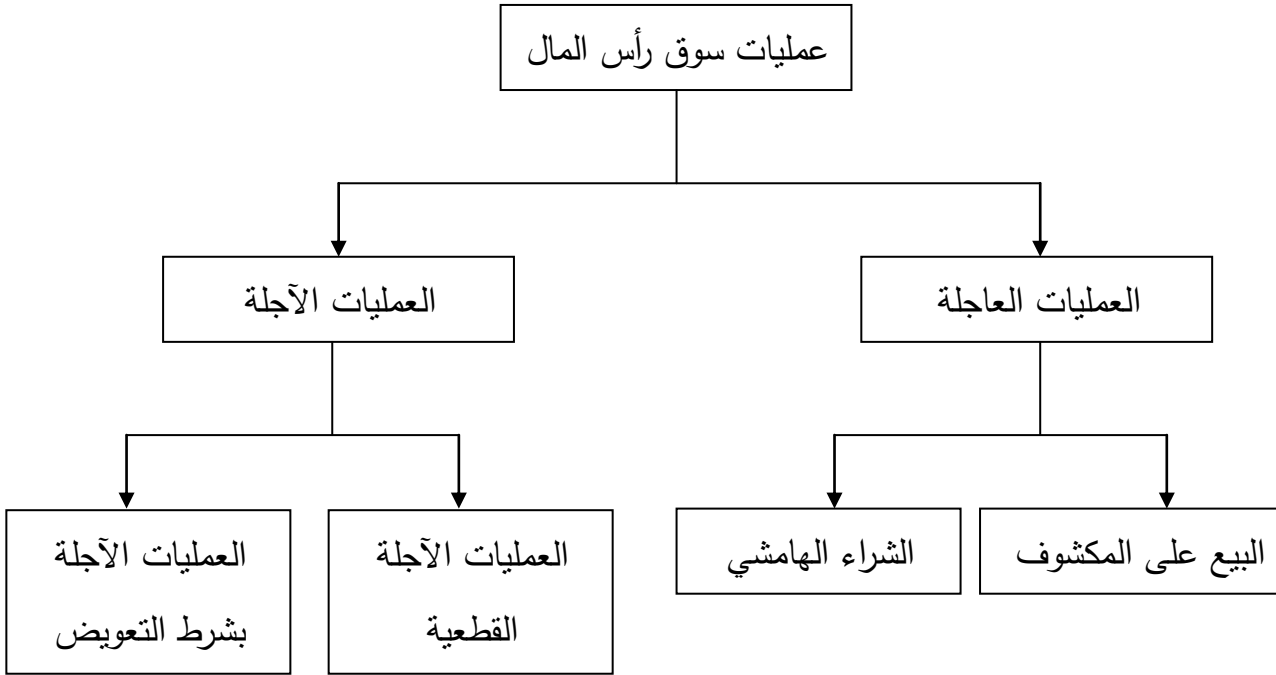 عمليات سوق رأس المال
العمليات العاجلة
العمليات الآجلة
البيع على المكشوف
الشراء الهامشي
العمليات الآجلة
القطعية
العمليات الآجلة
بشرط التعويض